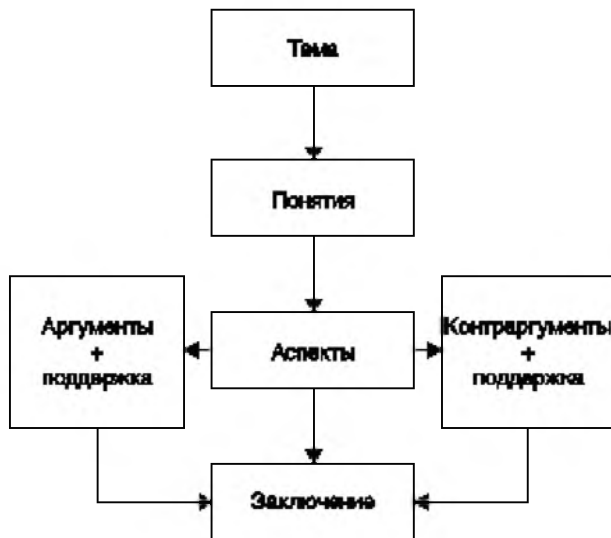 Тема
Понятия
Аргументы
+
поддержка
Аспекты
Контраргументы
+
поддержка
Заключение